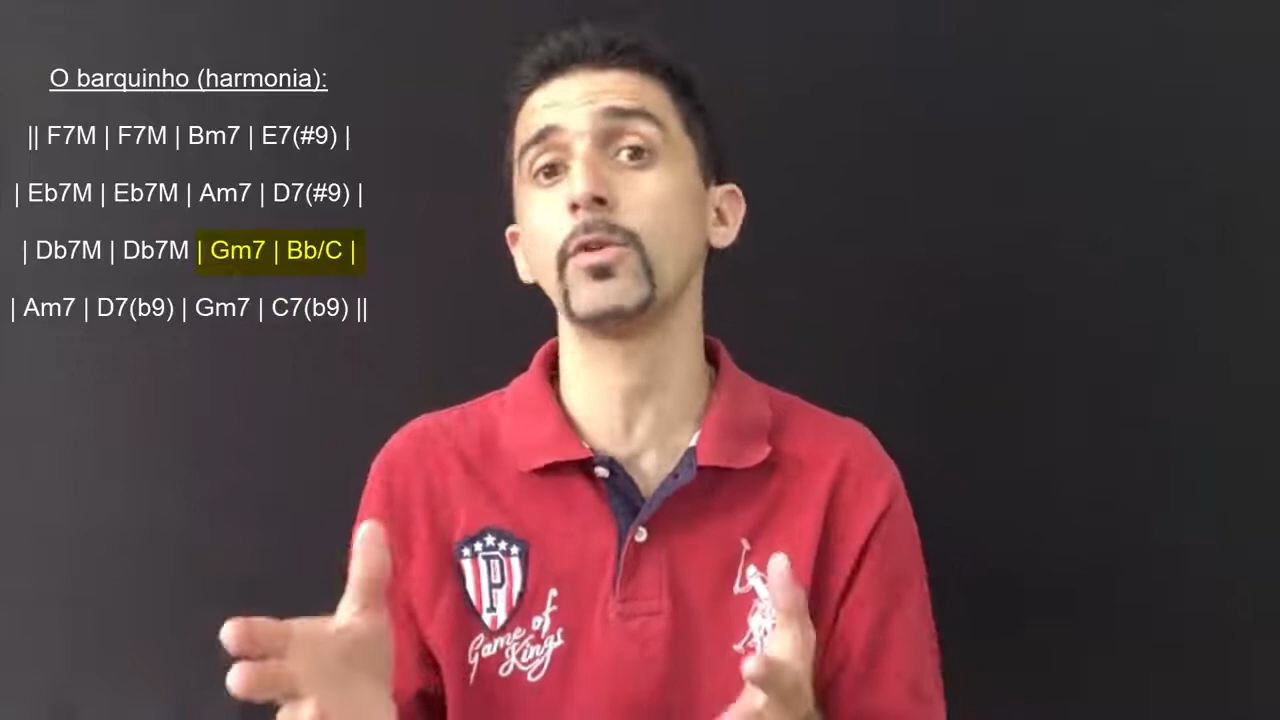 O barquinho (harmonia):
|| F7M | F7M | Bm7 | E7(#9) |
| Eb7M | Eb7M | Am7 | D7(#9) |
| Db7M | Db7M | Gm7 | Bb/C |
| Am7 | D7(b9) | Gm7 | C7(b9) ||
P
Game of
Kings